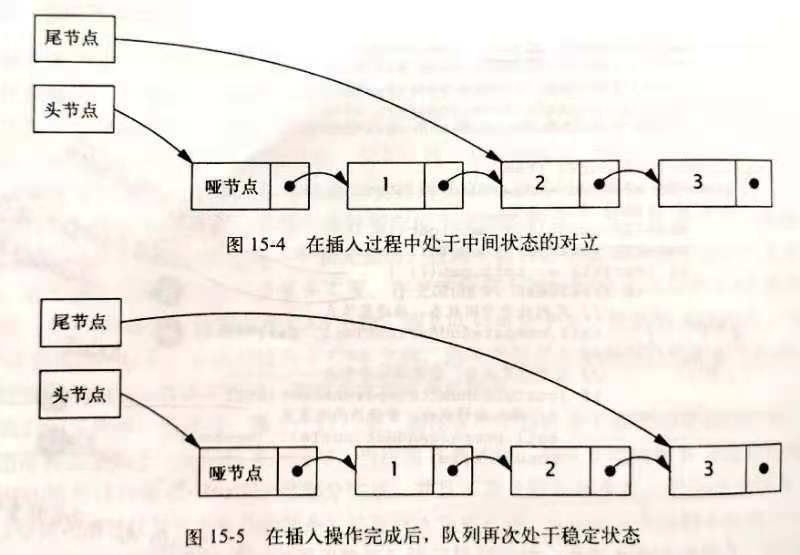 尾节点
头节点
哑节点 1 2 3
图 15-4 在插入过程中处于中间状态的对立
尾节点
头节点
哑节点 1 2 3
图 15-5 在插入操作完成后，队列再次处于稳定状态